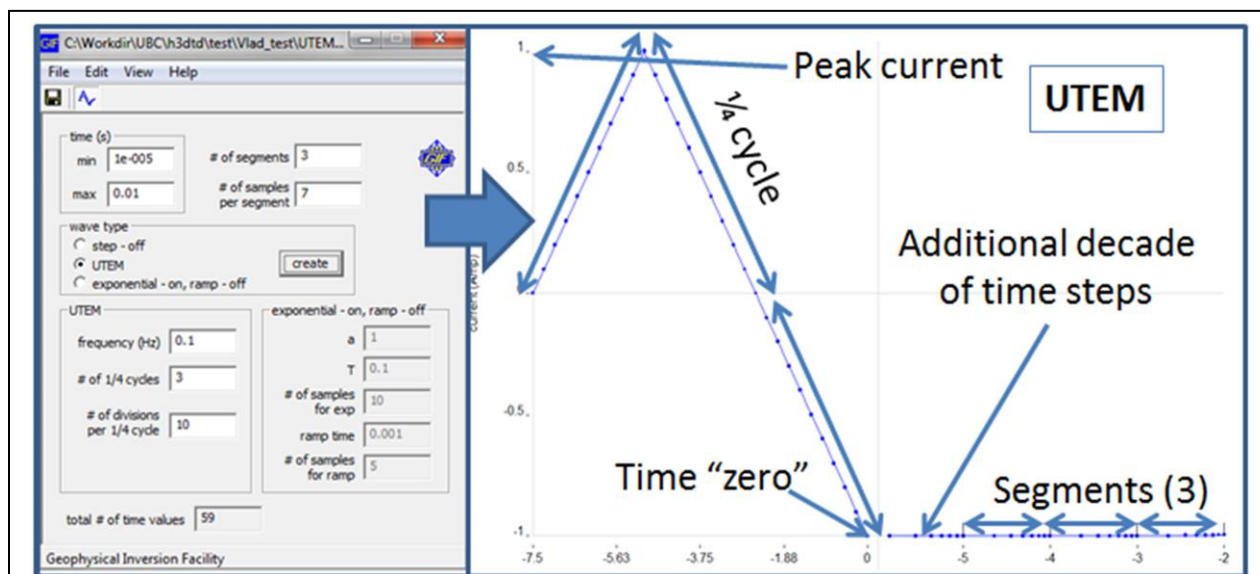 GIF C:\Workdir\UBC\h3dtd\test\Vlad_test\UTEM...
File Edit View Help
time (s)
min 1e-005
max 0.01
# of segments 3
# of samples per segment 7
GIF
wave type
step - off
UTEM
exponential - on, ramp - off
create
UTEM
frequency (Hz) 0.1
# of 1/4 cycles 3
# of divisions per 1/4 cycle 10
exponential - on, ramp - off
a 1
T 0.1
# of samples for exp 10
ramp time 0.001
# of samples for ramp 5
total # of time values 59
Geophysical Inversion Facility
Peak current
UTEM
¼ cycle
Additional decade
of time steps
Time “zero”
Segments (3)
current (Amp)
1.
0.5
-0.5
-1.
-7.5 -5.63 -3.75 -1.88 0 -5 -4 -3 -2